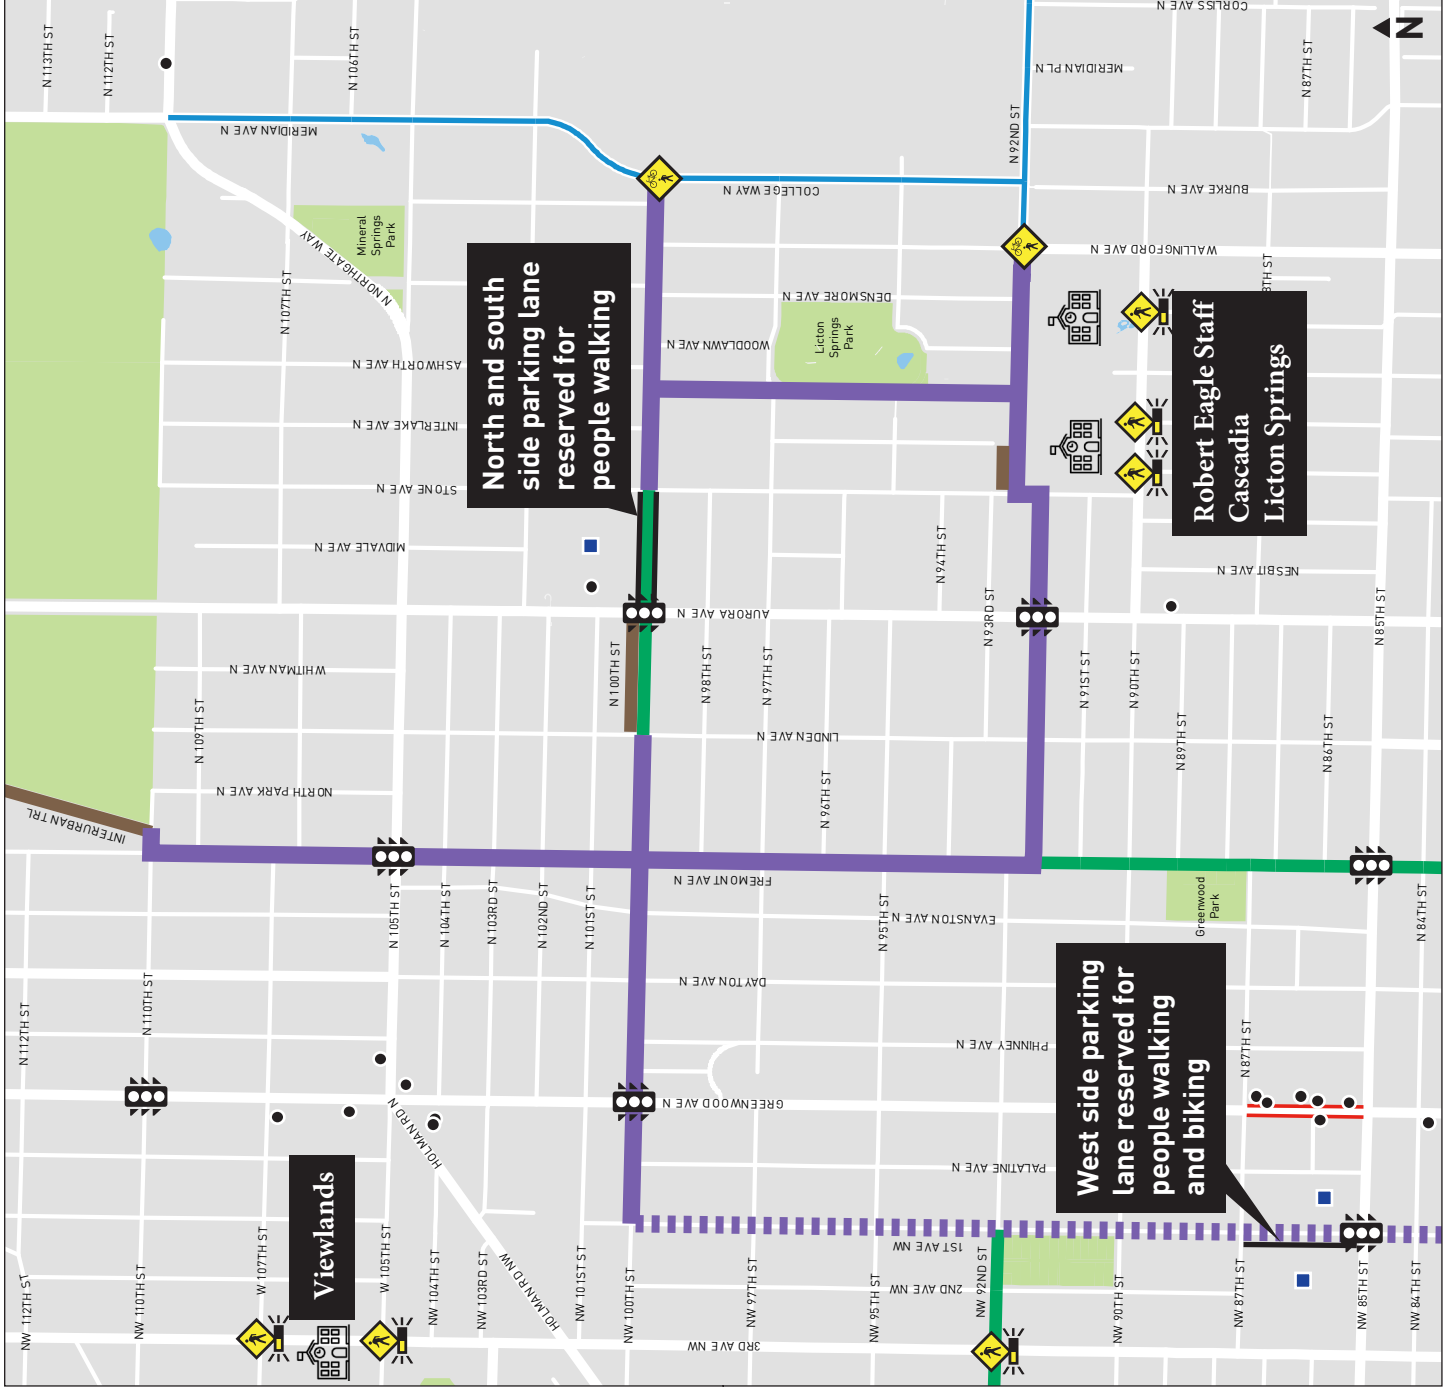 N 113TH ST
N 112TH ST
N 106TH ST
MERIDIAN AVE N
N NORTHGATE WAY
Mineral
Springs
Park
N 107TH ST
ASHWORTH AVE N
INTERLAKE AVE N
STONE AVE N
MIDVALE AVE N
North and south
side parking lane
reserved for
people walking
COLLEGE WAY N
DENSMORE AVE N
WOODLAWN AVE N
Licton
Springs
Park
N 92ND ST
CORLISS AVE N
MERIDIAN PL N
N 87TH ST
N
BURKE AVE N
WALLINGFORD AVE N
8TH ST
Robert Eagle Staff
Cascadia
Licton Springs
NESBIT AVE N
N 85TH ST
N 94TH ST
N 93RD ST
AURORA AVE N
N 100TH ST
N 98TH ST
N 97TH ST
LINDEN AVE N
N 96TH ST
N 91ST ST
N 90TH ST
N 89TH ST
N 86TH ST
WHITMAN AVE N
N 109TH ST
NORTH PARK AVE N
INTERURBAN TRL
FREMONT AVE N
N 105TH ST
N 104TH ST
N 103RD ST
N 102ND ST
N 101ST ST
N 95TH ST
EVANSTON AVE N
Greenwood
Park
N 84TH ST
DAYTON AVE N
N 112TH ST
N 110TH ST
PHINNEY AVE N
N 87TH ST
GREENWOOD AVE N
HOLMAN RD N
PALATINE AVE N
West side parking
lane reserved for
people walking
and biking
Viewlands
W 107TH ST
W 105TH ST
NW 112TH ST
NW 110TH ST
NW 104TH ST
NW 103RD ST
HOLMAN RD NW
NW 101ST ST
NW 100TH ST
NW 97TH ST
NW 95TH ST
1ST AVE NW
2ND AVE NW
3RD AVE NW
NW 92ND ST
NW 90TH ST
NW 87TH ST
NW 85TH ST
NW 84TH ST